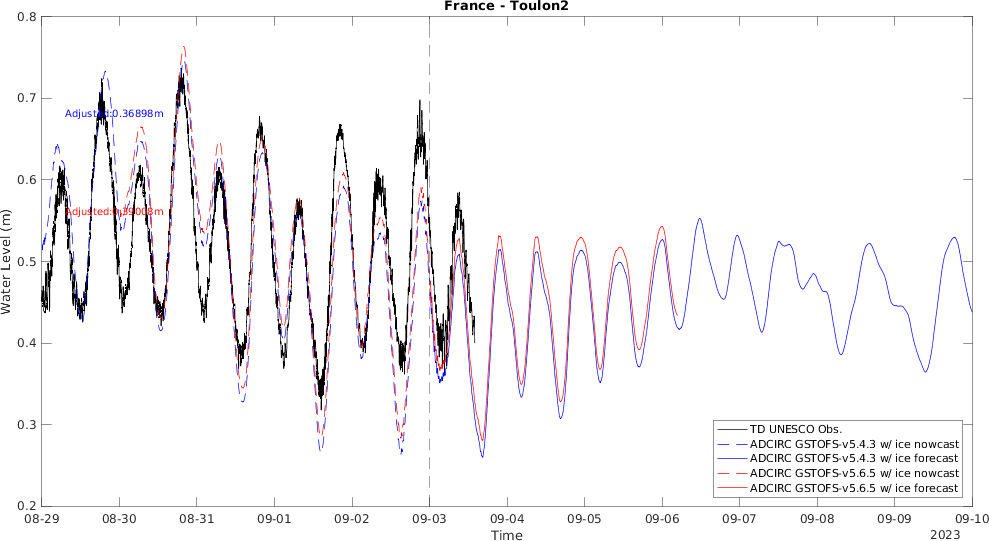 France - Toulon2
0.8
0.7
0.6
0.5
0.4
0.3
0.2
Water Level (m)
Adjusted:0.36898m
Adjusted:0.39003m
TD UNESCO Obs.
ADCIRC GSTOFS-v5.4.3 w/ ice nowcast
ADCIRC GSTOFS-v5.4.3 w/ ice forecast
ADCIRC GSTOFS-v5.6.5 w/ ice nowcast
ADCIRC GSTOFS-v5.6.5 w/ ice forecast
08-29 08-30 08-31 09-01 09-02 09-03 09-04 09-05 09-06 09-07 09-08 09-09 09-10
Time
2023